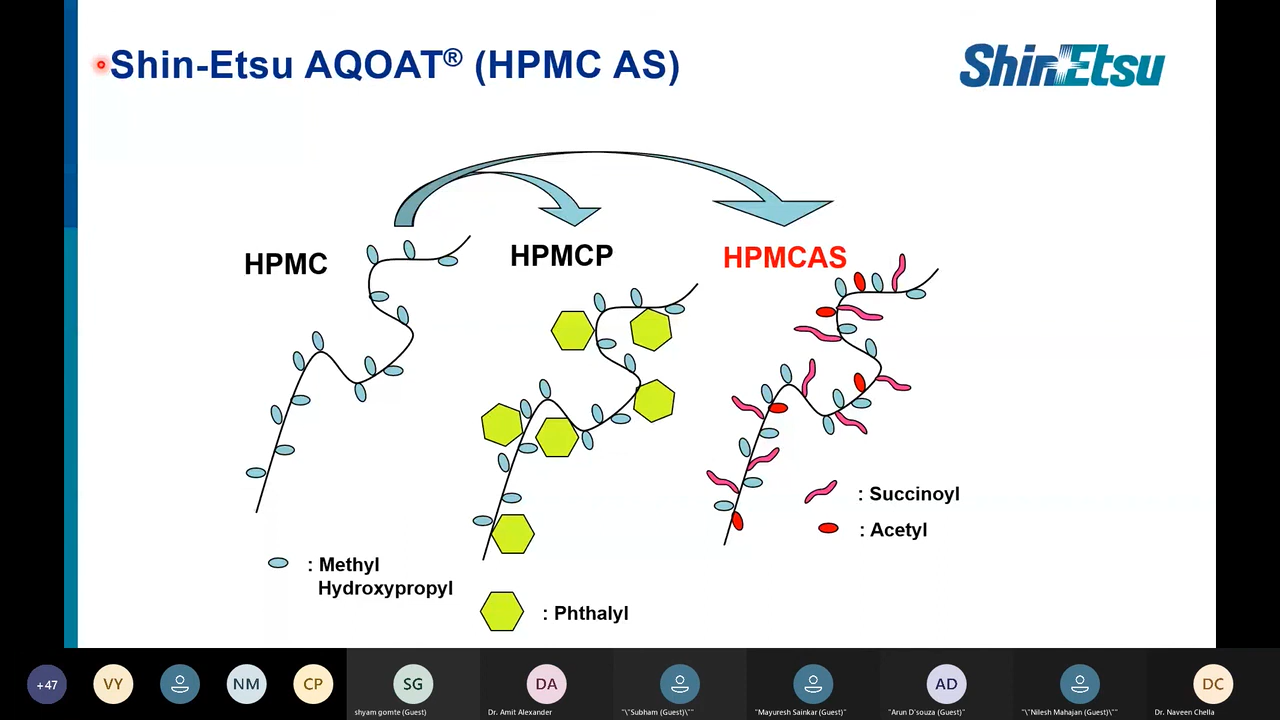 Shin-Etsu AQOAT® (HPMC AS)
ShinEtsu
HPMC
HPMCP
HPMCAS
: Succinoyl
: Acetyl
: Methyl
Hydroxypropyl
: Phthalyl
+47
VY
NM
CP
SG
DA
AD
DC
shyam gomte (Guest)
Dr. Amit Alexander
"\"Subham (Guest)\""
"Mayuresh Sainkar (Guest)"
"Arun D'souza (Guest)"
"\"Nilesh Mahajan (Guest)\""
Dr. Naveen Chella